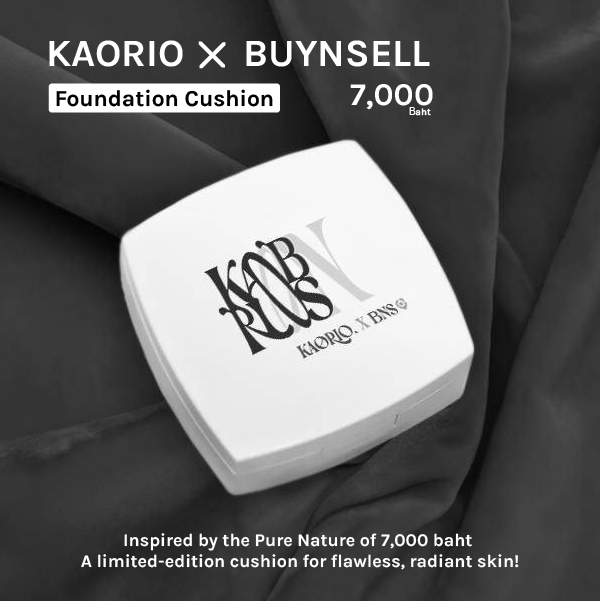 KAORIO X BUYNSELL
Foundation Cushion
7,000
Baht
KAORIO. X BNS
Inspired by the Pure Nature of 7,000 baht
A limited-edition cushion for flawless, radiant skin!